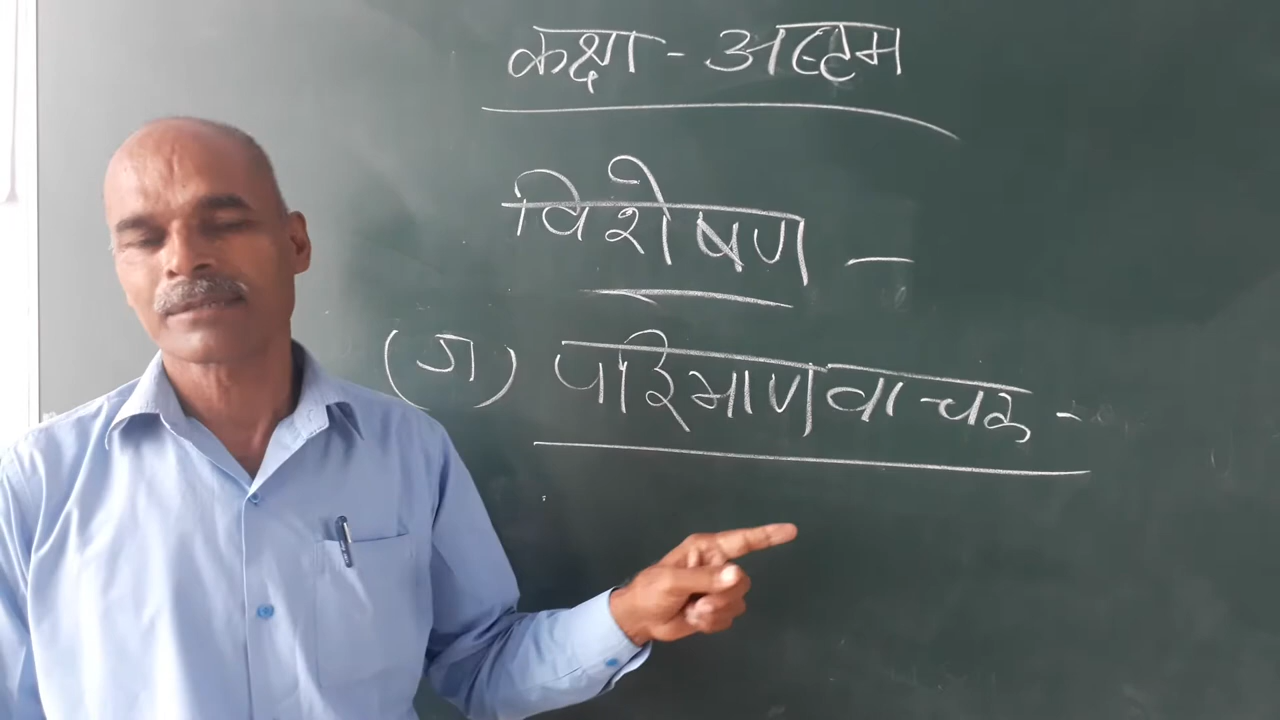 कक्षा - अष्टम
विशेषण -
(ज) परिमाणवाचक -